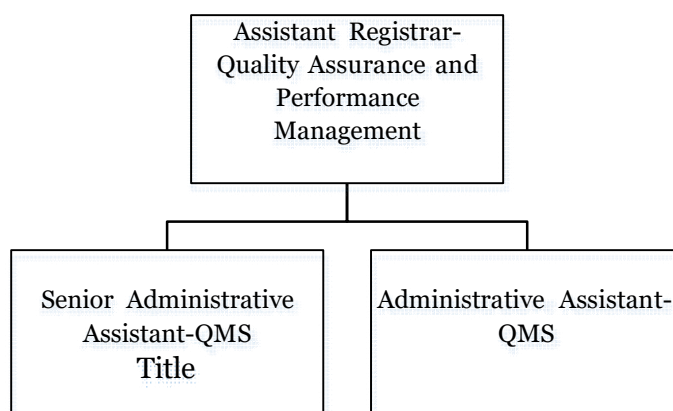 Assistant Registrar-
Quality Assurance and
Performance
Management
Senior Administrative
Assistant-QMS
Title
Administrative Assistant-
QMS